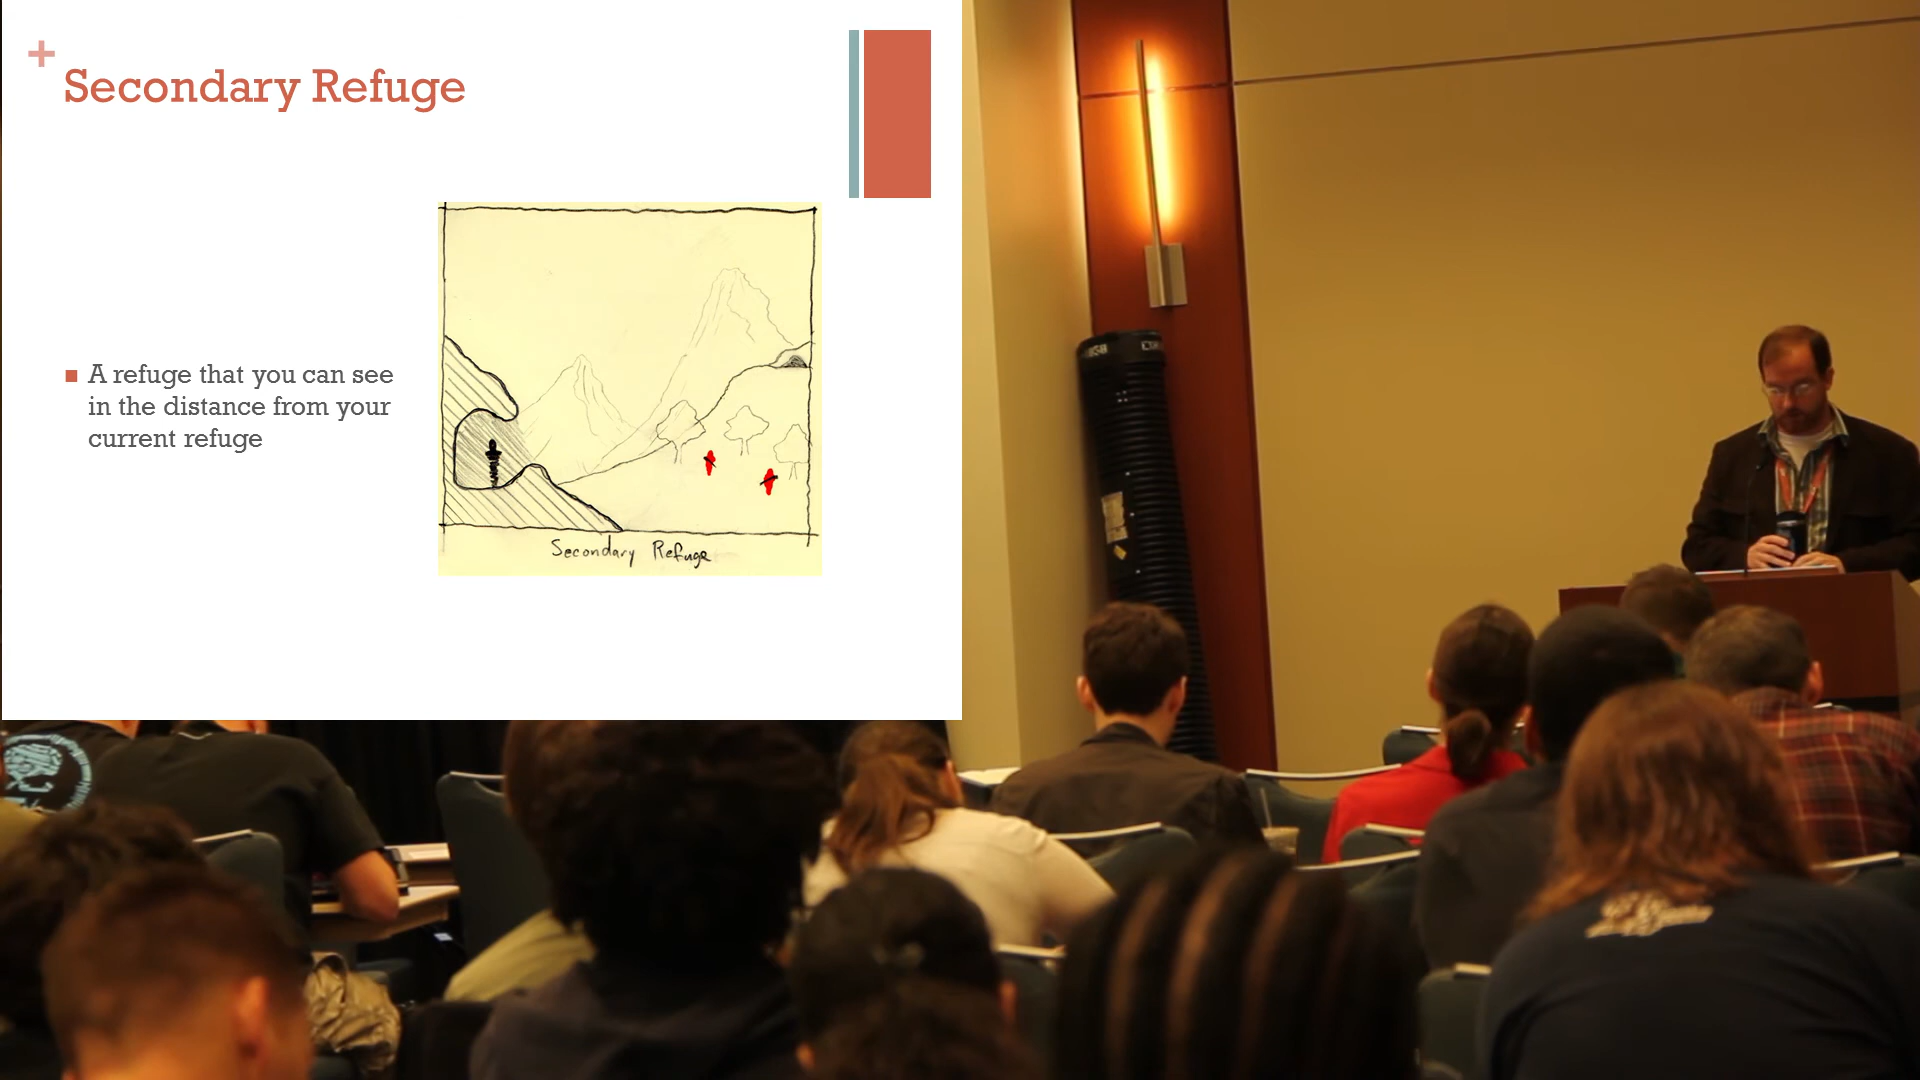 +
Secondary Refuge
A refuge that you can see
in the distance from your
current refuge
Secondary Refuge